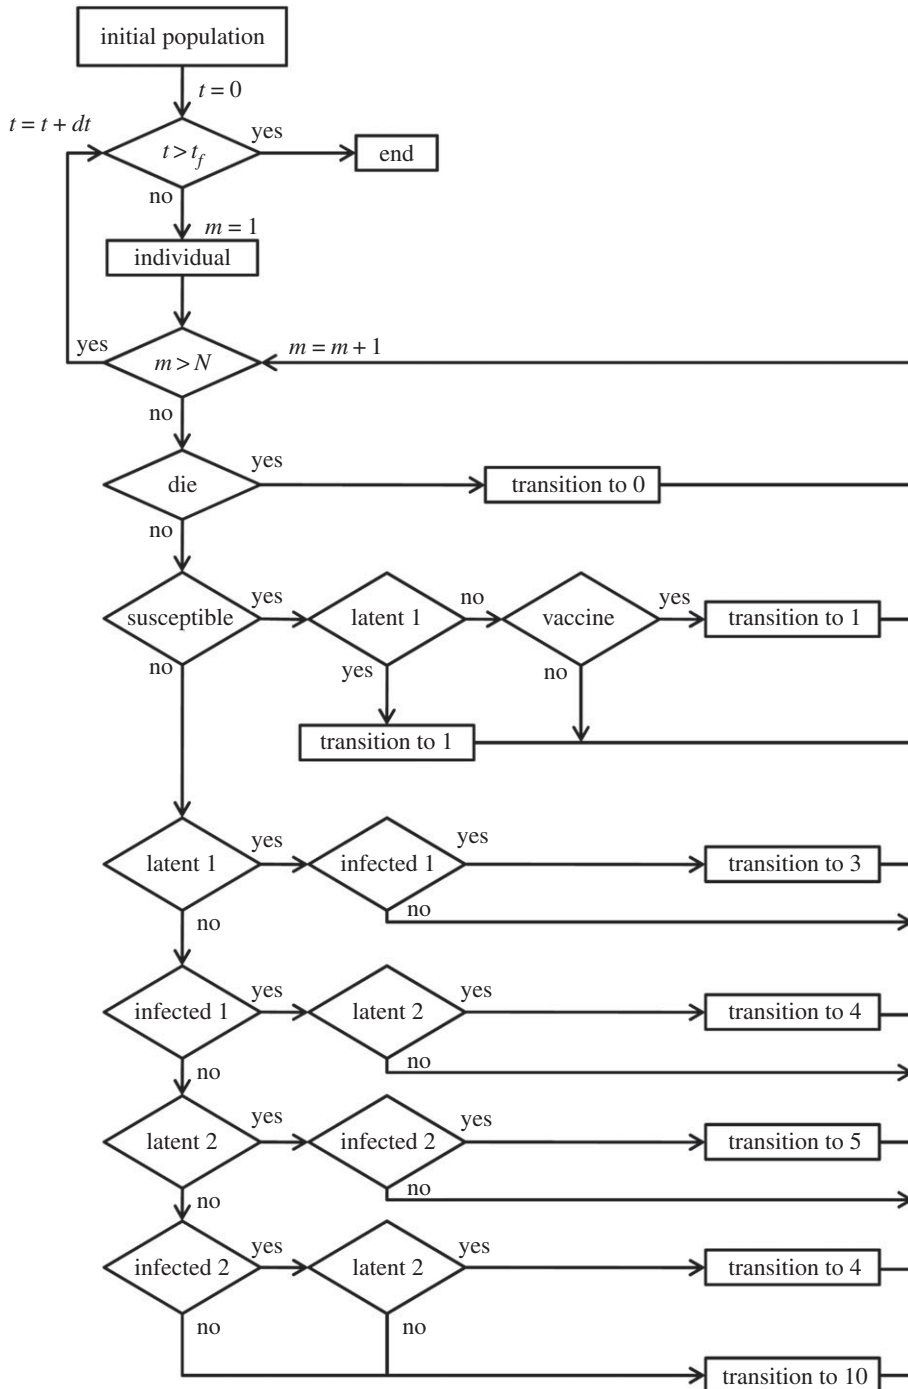 initial population
t = 0
t = t + dt
yes
t > t_f
end
no
m = 1
individual
yes
m = m + 1
m > N
no
yes
die
transition to 0
no
susceptible
yes
latent 1
no
vaccine
yes
transition to 1
no
yes
no
transition to 1
latent 1
yes
infected 1
yes
transition to 3
no
no
infected 1
yes
latent 2
yes
transition to 4
no
no
latent 2
yes
infected 2
yes
transition to 5
no
no
infected 2
yes
latent 2
yes
transition to 4
no
no
transition to 10